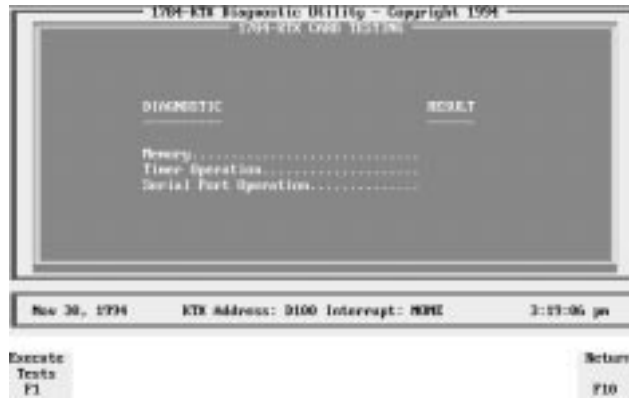 1784-KTX Diagnostic Utility - Copyright 1994
1784-KTX CARD TESTING
DIAGNOSTIC RESULT
Memory............................
Timer Operation...................
Serial Port Operation.............
Nov 30, 1994 KTX Address: D100 Interrupt: NONE 3:19:06 pm
Execute Return
Tests
F1 F10